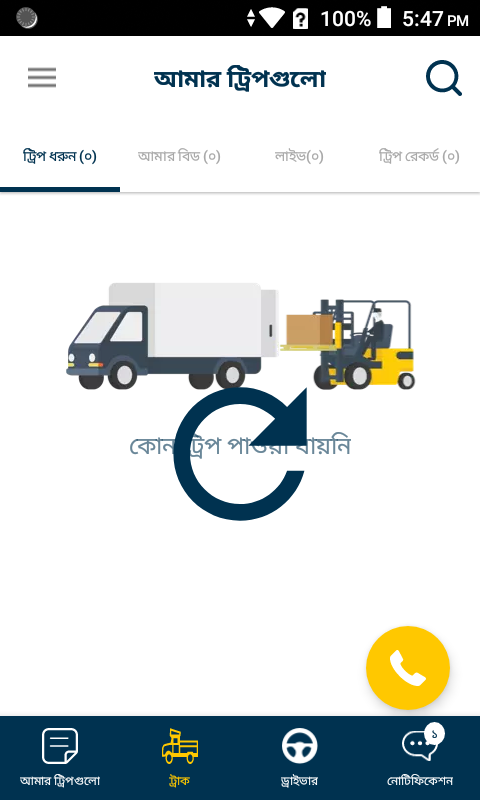 100% 5:47 PM
আমার ট্রিপগুলো
ট্রিপ ধরুন (০) আমার বিড (০) লাইভ(০) ট্রিপ রেকর্ড (০)
কোন ট্রিপ পাওয়া যায়নি
১
আমার ট্রিপগুলো ট্রাক ড্রাইভার নোটিফিকেশন